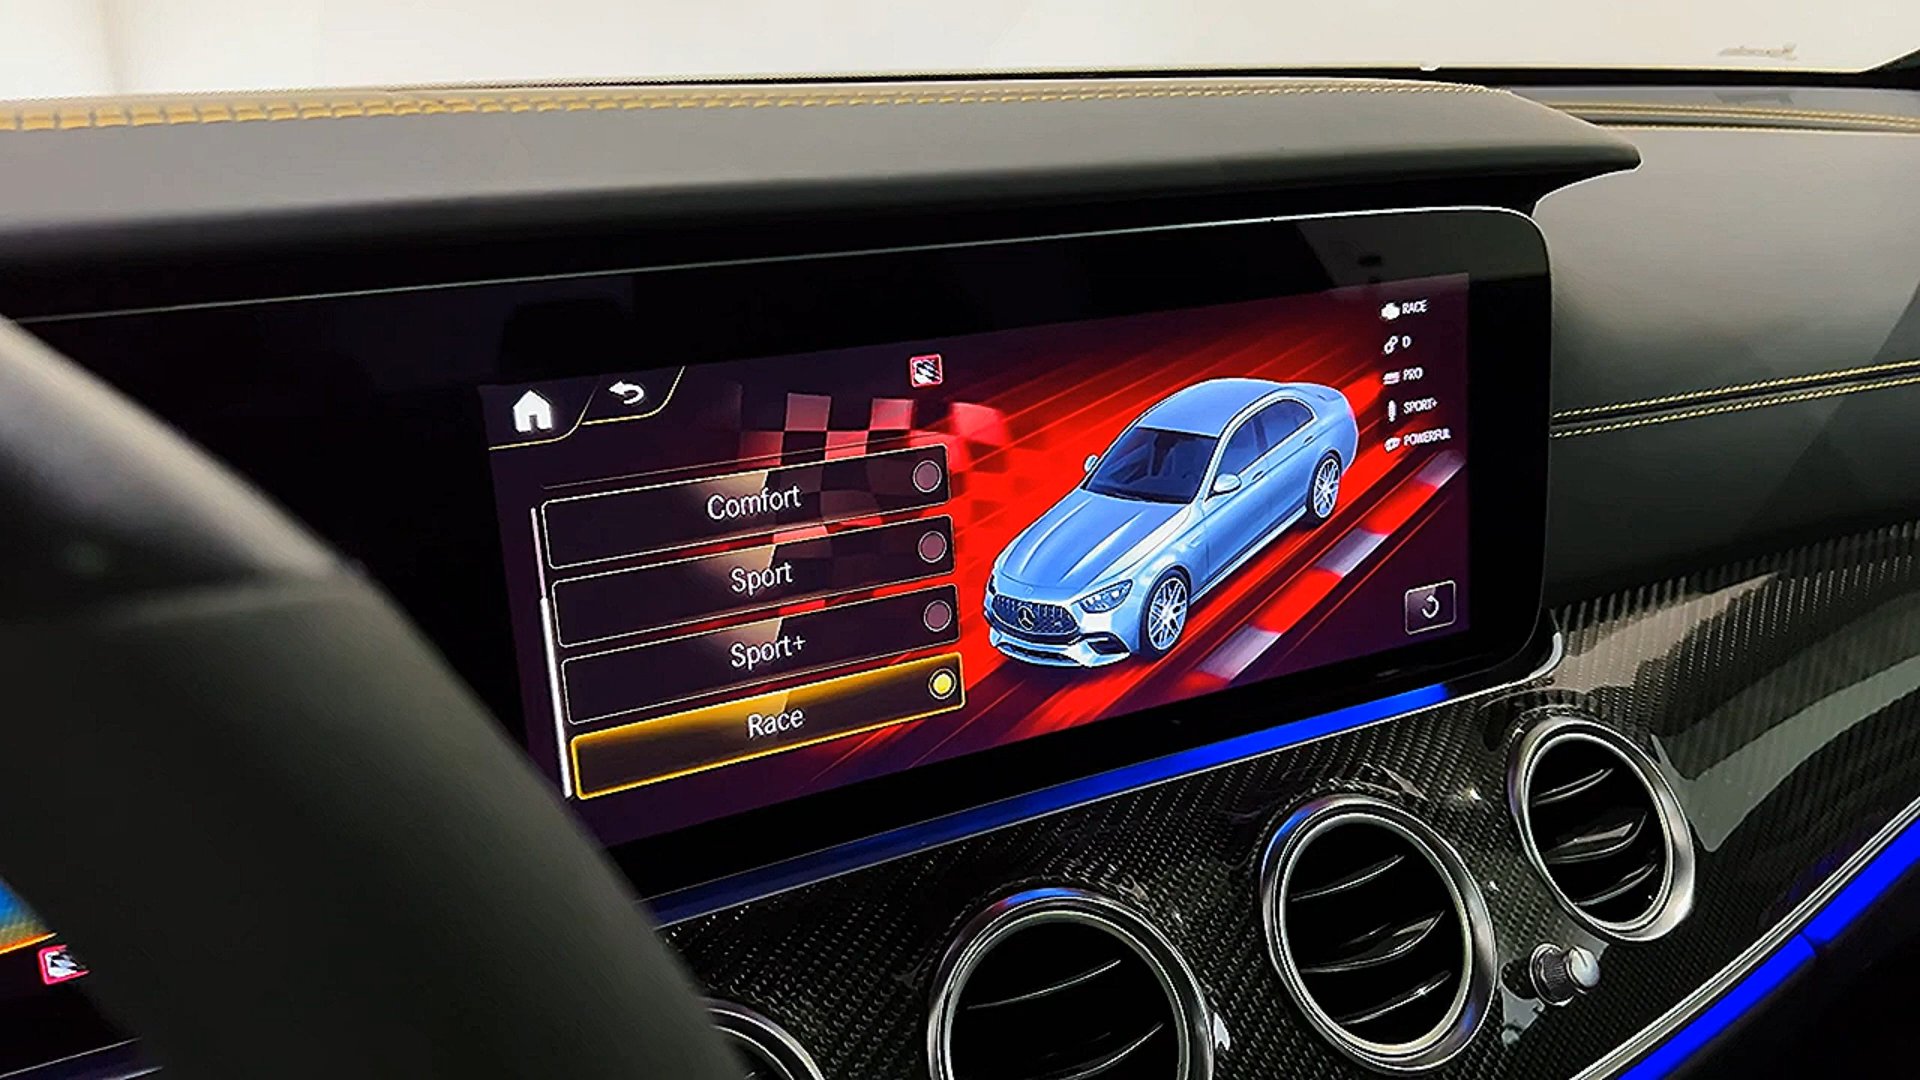 Comfort
Sport
Sport+
Race
RACE
D
PRO
SPORT+
POWERFUL